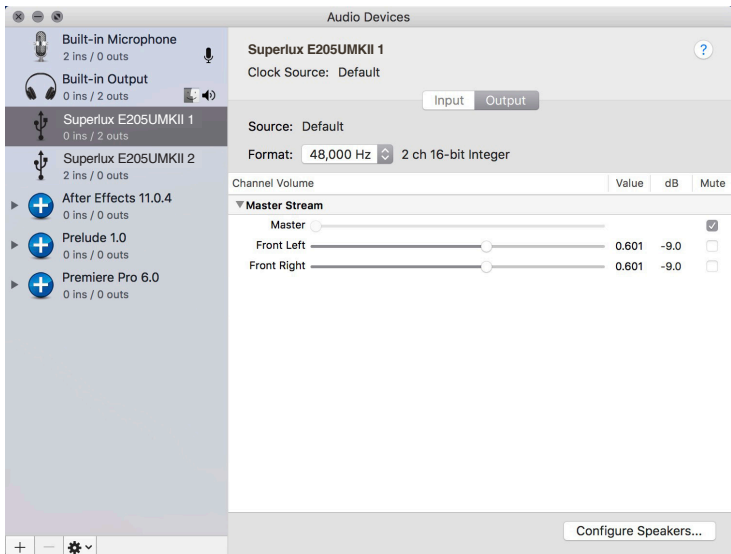 Audio Devices
Built-in Microphone
2 ins / 0 outs
Built-in Output
0 ins / 2 outs
Superlux E205UMKII 1
0 ins / 2 outs
Superlux E205UMKII 2
2 ins / 0 outs
After Effects 11.0.4
0 ins / 0 outs
Prelude 1.0
0 ins / 0 outs
Premiere Pro 6.0
0 ins / 0 outs
Superlux E205UMKII 1
?
Clock Source: Default
Input Output
Source: Default
Format: 48,000 Hz 2 ch 16-bit Integer
Channel Volume Value dB Mute
Master Stream
Master
Front Left 0.601 -9.0
Front Right 0.601 -9.0
Configure Speakers...